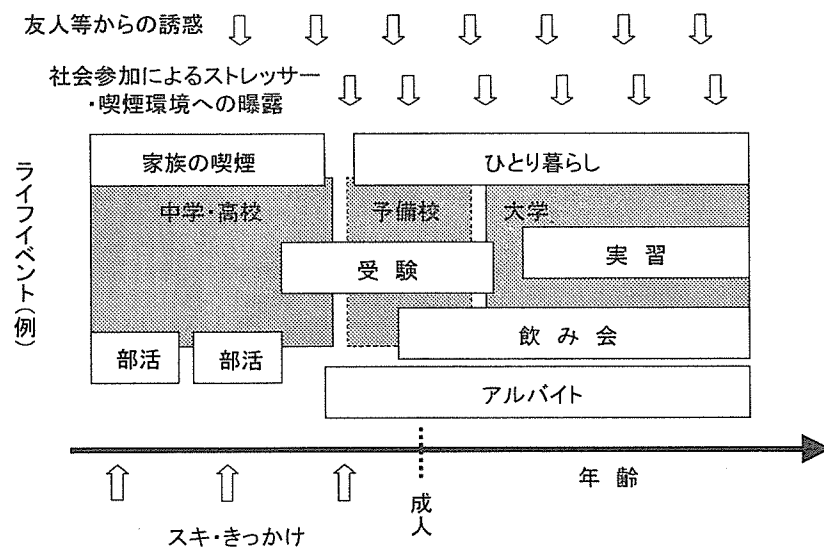 友人等からの誘惑
社会参加によるストレッサー
・喫煙環境への曝露
ライフイベント(例)
家族の喫煙
ひとり暮らし
中学・高校
予備校
大学
受 験
実 習
部活
部活
飲 み 会
アルバイト
年 齢
成人
スキ・きっかけ